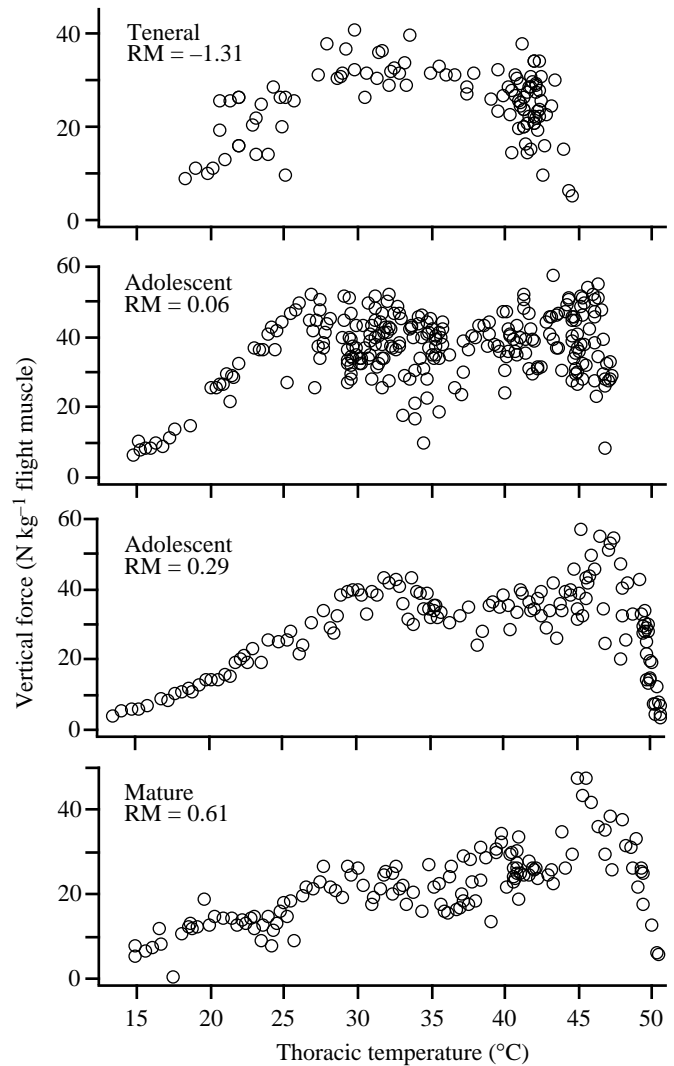 Vertical force (N kg⁻¹ flight muscle)
Teneral
RM = –1.31
40
20
0
Adolescent
RM = 0.06
60
40
20
0
Adolescent
RM = 0.29
60
40
20
0
Mature
RM = 0.61
40
20
0
15 20 25 30 35 40 45 50
Thoracic temperature (°C)